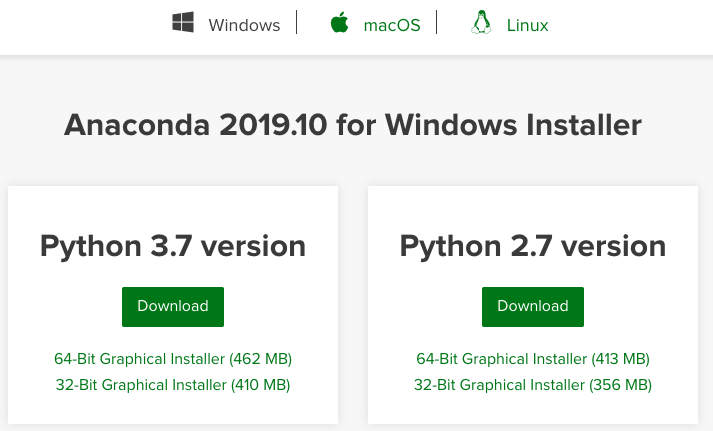 Windows macOS Linux
Anaconda 2019.10 for Windows Installer
Python 3.7 version
Download
64-Bit Graphical Installer (462 MB)
32-Bit Graphical Installer (410 MB)
Python 2.7 version
Download
64-Bit Graphical Installer (413 MB)
32-Bit Graphical Installer (356 MB)